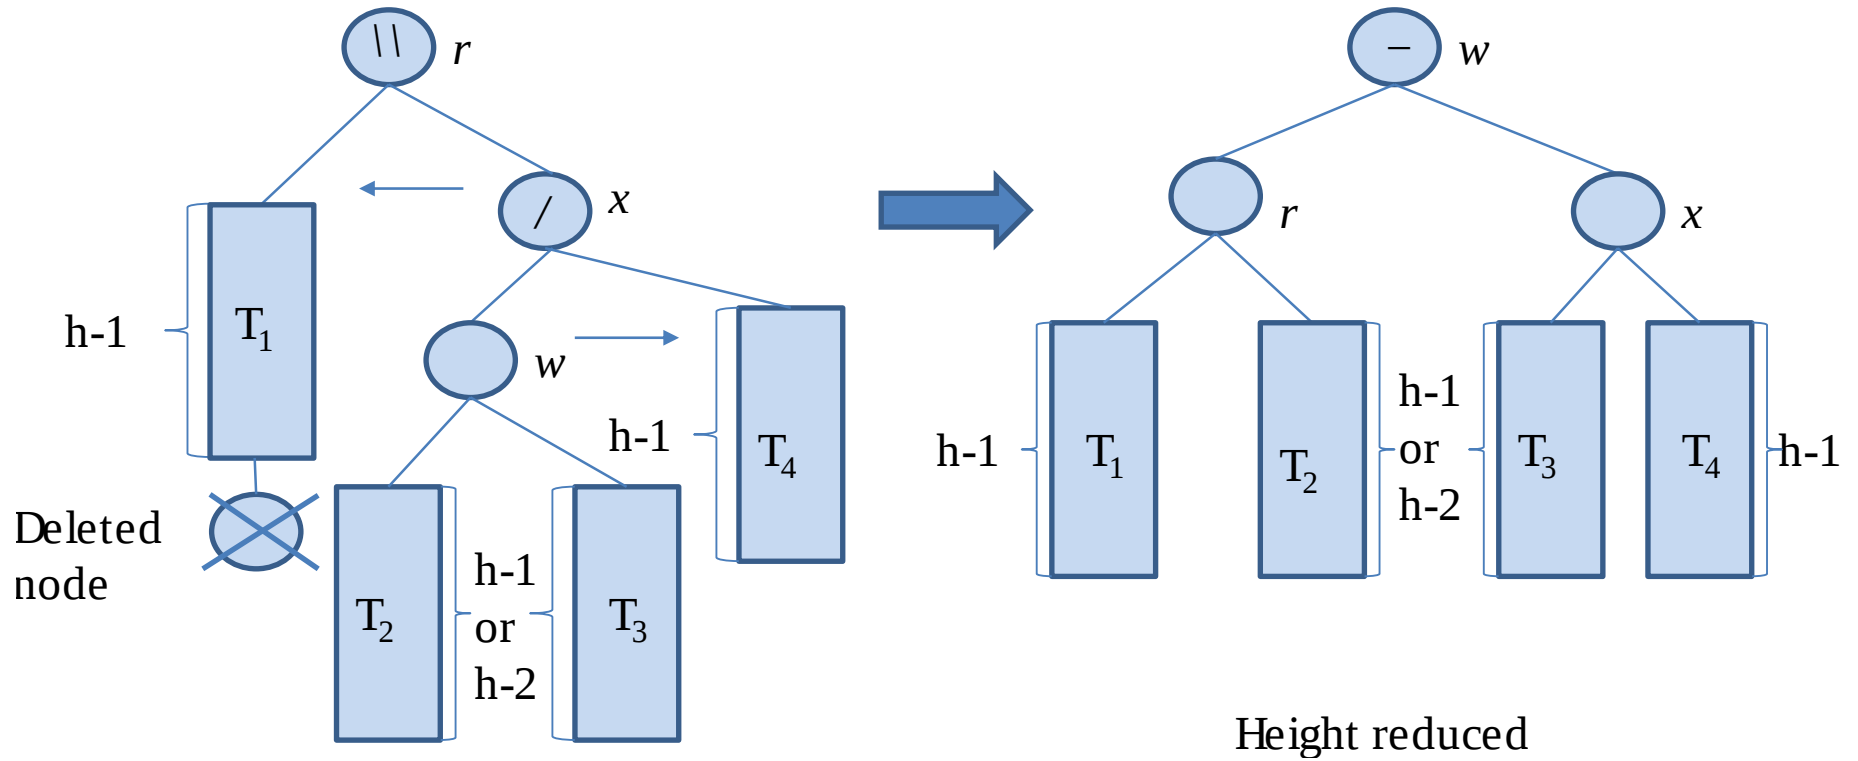 \\ r
/ x
h-1
T1
w
h-1
T4
Deleted
node
T2
h-1
or
h-2
T3
– w
r
x
h-1
T1
T2
h-1
or
h-2
T3
T4
h-1
Height reduced